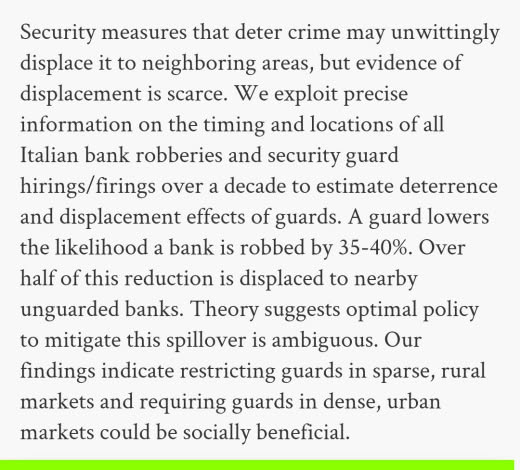 Security measures that deter crime may unwittingly
displace it to neighboring areas, but evidence of
displacement is scarce. We exploit precise
information on the timing and locations of all
Italian bank robberies and security guard
hirings/firings over a decade to estimate deterrence
and displacement effects of guards. A guard lowers
the likelihood a bank is robbed by 35-40%. Over
half of this reduction is displaced to nearby
unguarded banks. Theory suggests optimal policy
to mitigate this spillover is ambiguous. Our
findings indicate restricting guards in sparse, rural
markets and requiring guards in dense, urban
markets could be socially beneficial.